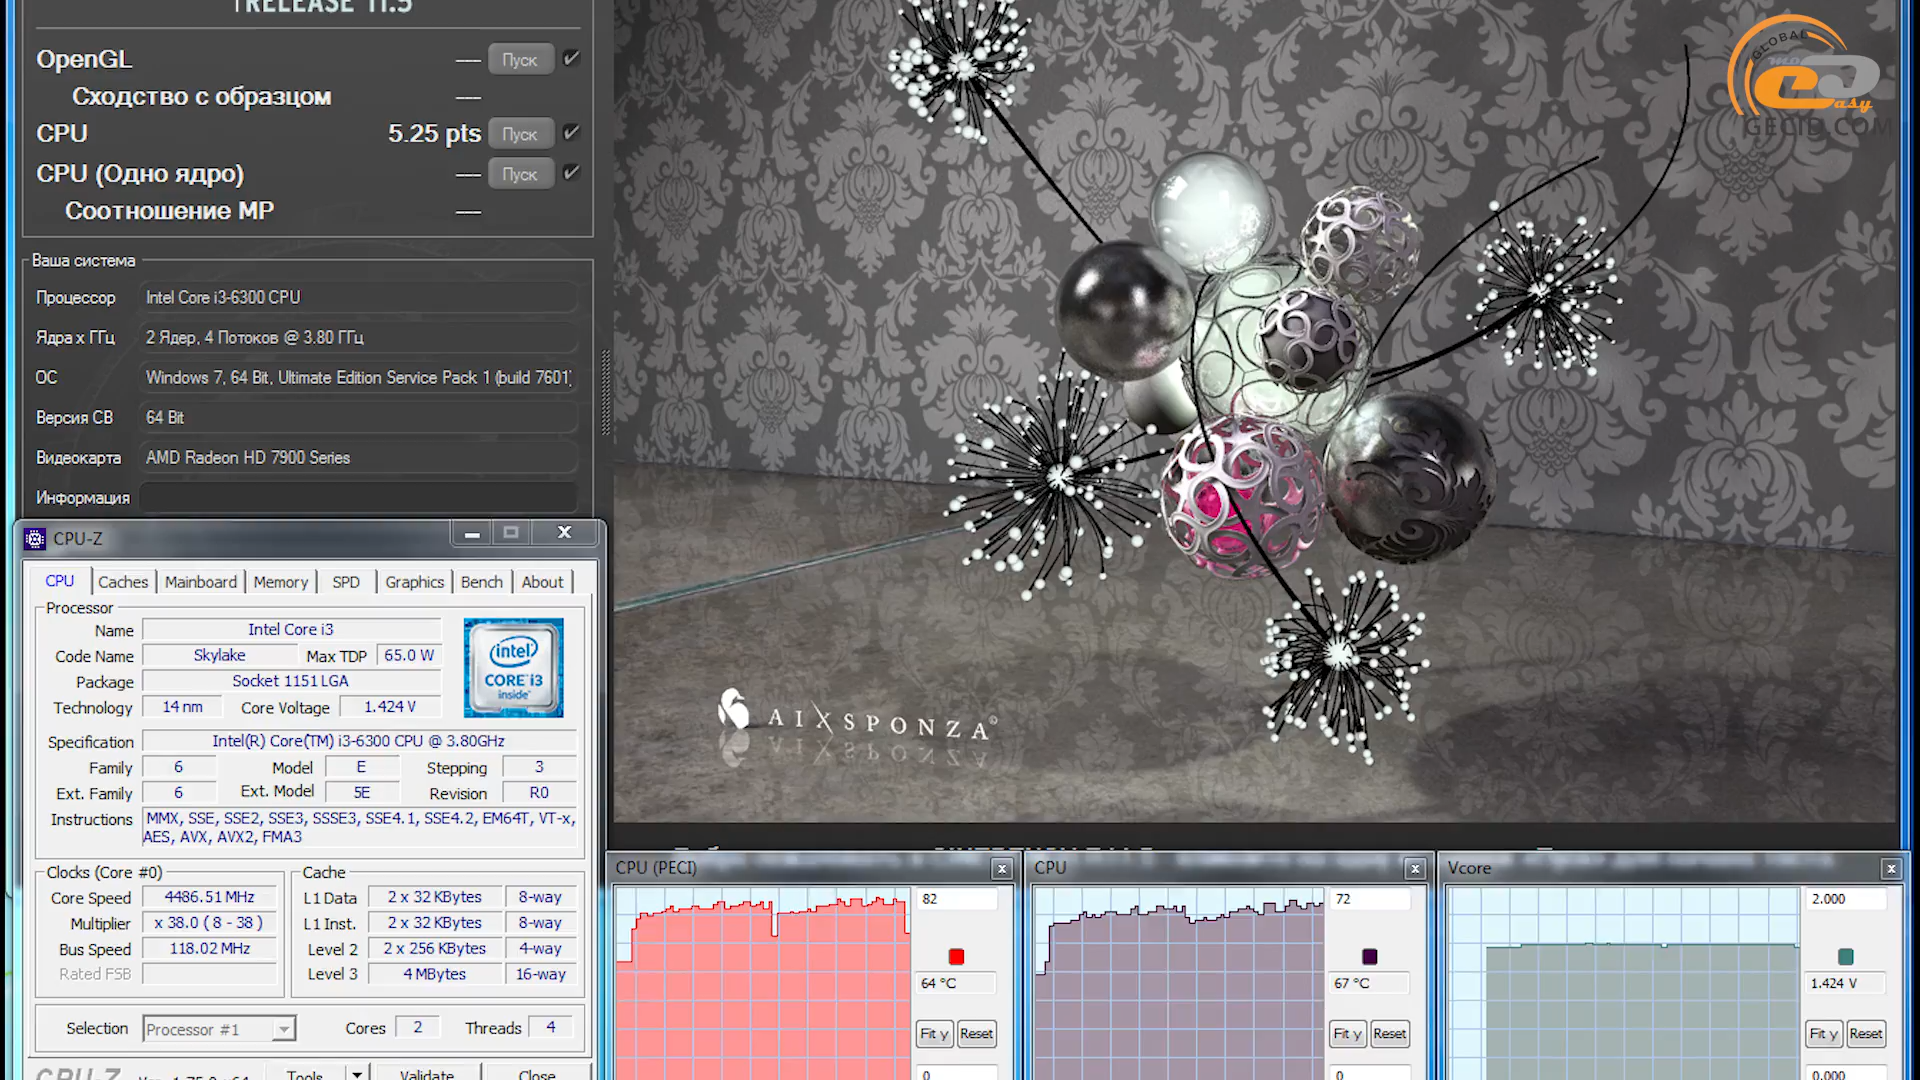 RELEASE 11.5
OpenGL --- Пуск
Сходство с образцом ---
CPU 5.25 pts Пуск
CPU (Одно ядро) --- Пуск
Соотношение MP ---
Ваша система
Процессор Intel Core i3-6300 CPU
Ядра x ГГц 2 Ядер, 4 Потоков @ 3.80 ГГц
ОС Windows 7, 64 Bit, Ultimate Edition Service Pack 1 (build 7601)
Версия CB 64 Bit
Видеокарта AMD Radeon HD 7900 Series
Информация
GLOBAL
easy
GECID.COM
AIXSPONZA©
CPU-Z
CPU Caches Mainboard Memory SPD Graphics Bench About
Processor
Name Intel Core i3
Code Name Skylake Max TDP 65.0 W
Package Socket 1151 LGA
Technology 14 nm Core Voltage 1.424 V
intel
CORE i3
inside
Specification Intel(R) Core(TM) i3-6300 CPU @ 3.80GHz
Family 6 Model E Stepping 3
Ext. Family 6 Ext. Model 5E Revision R0
Instructions MMX, SSE, SSE2, SSE3, SSSE3, SSE4.1, SSE4.2, EM64T, VT-x,
AES, AVX, AVX2, FMA3
Clocks (Core #0) Cache
Core Speed 4486.51 MHz L1 Data 2 x 32 KBytes 8-way
Multiplier x 38.0 ( 8 - 38 ) L1 Inst. 2 x 32 KBytes 8-way
Bus Speed 118.02 MHz Level 2 2 x 256 KBytes 4-way
Rated FSB Level 3 4 MBytes 16-way
Selection Processor #1 Cores 2 Threads 4
CPU-Z Tools Validate Close
CPU (PECI)
82
64 °C
Fit y Reset
0
CPU
72
67 °C
Fit y Reset
0
Vcore
2.000
1.424 V
Fit y Reset
0.000